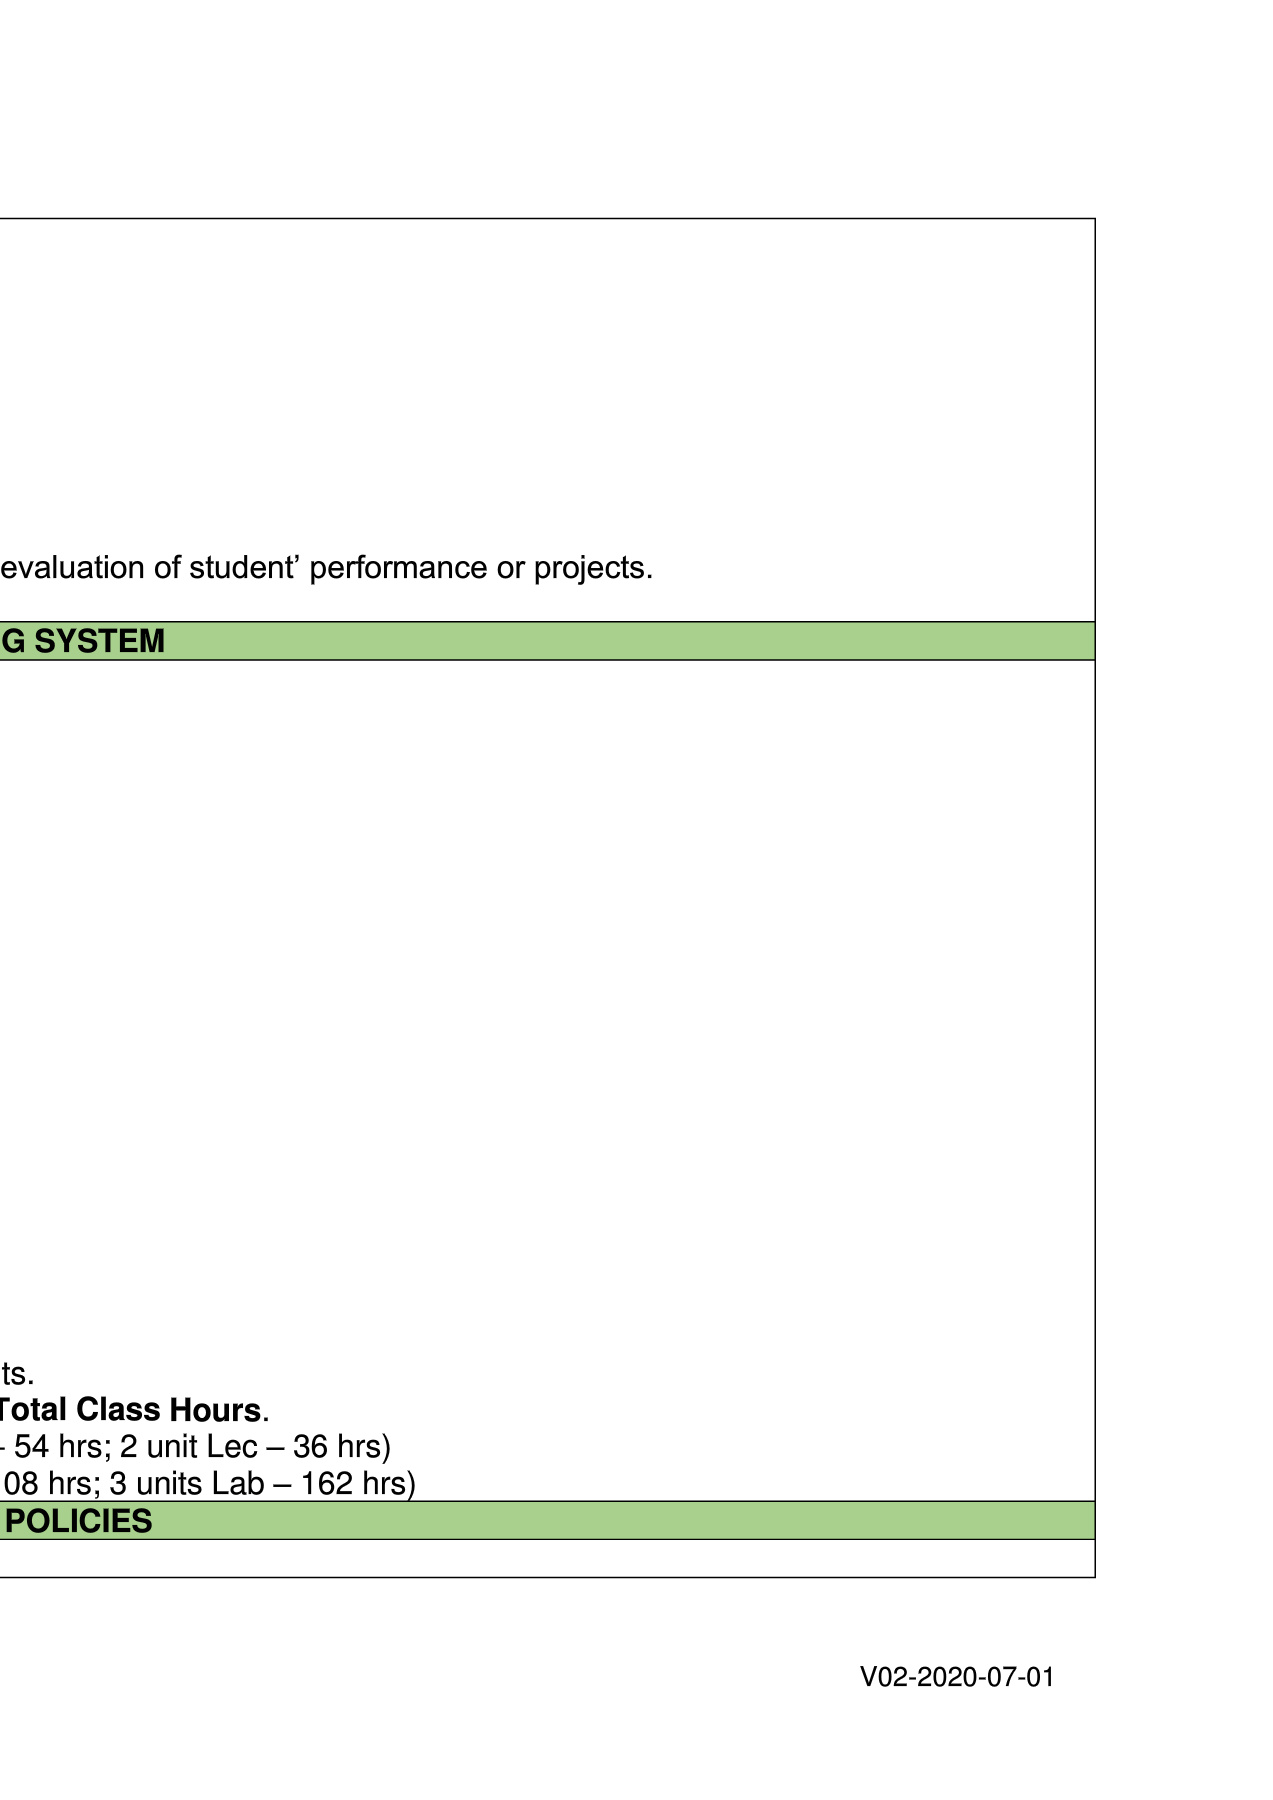 evaluation of student’ performance or projects.
G SYSTEM
ts.
Total Class Hours.
- 54 hrs; 2 unit Lec – 36 hrs)
08 hrs; 3 units Lab – 162 hrs)
POLICIES
V02-2020-07-01